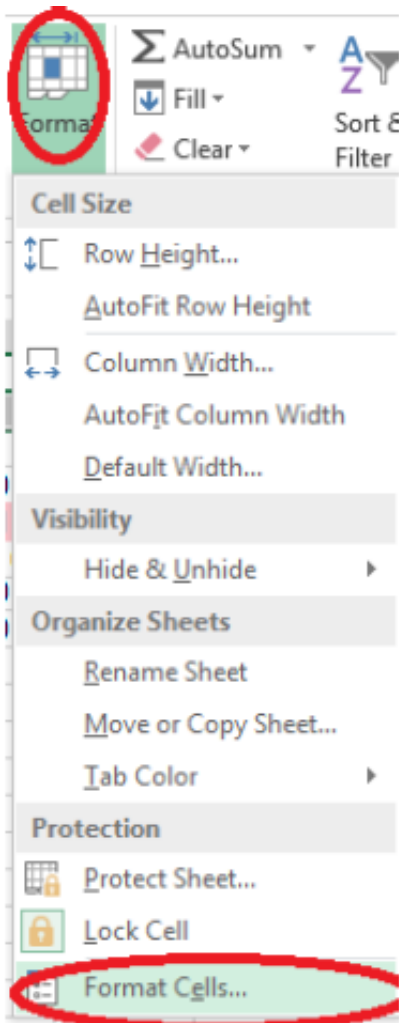 AutoSum
Fill
Format
Sort &
Clear
Filter
Cell Size
Row Height...
AutoFit Row Height
Column Width...
AutoFit Column Width
Default Width...
Visibility
Hide & Unhide
Organize Sheets
Rename Sheet
Move or Copy Sheet...
Tab Color
Protection
Protect Sheet...
Lock Cell
Format Cells...